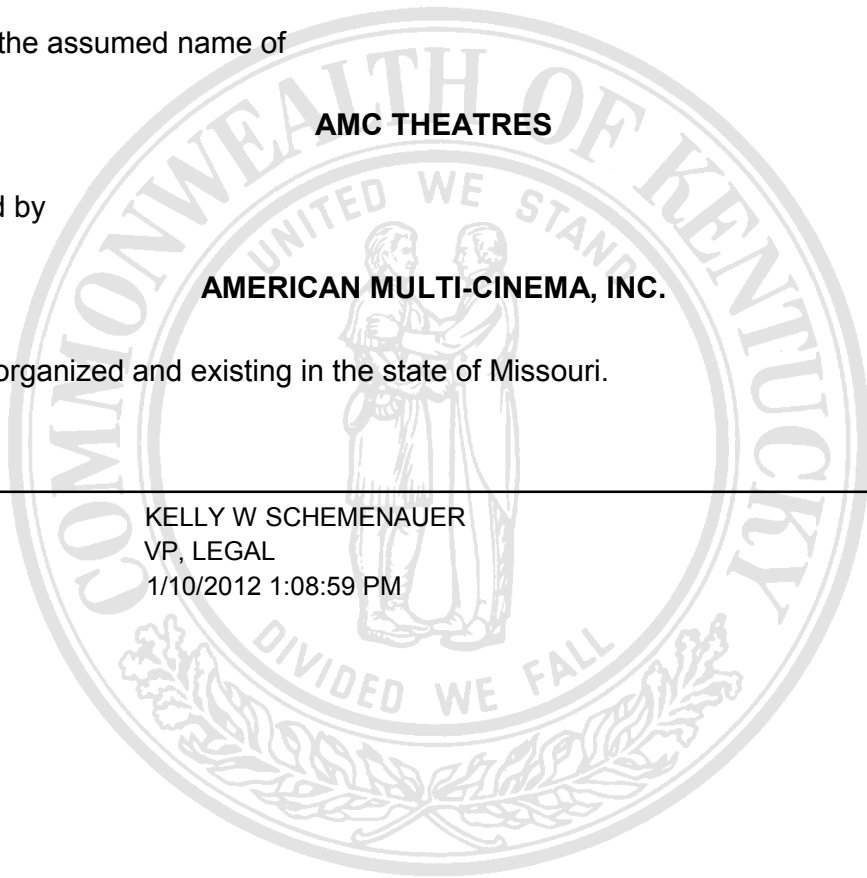 the assumed name of
AMC THEATRES
d by
AMERICAN MULTI-CINEMA, INC.
organized and existing in the state of Missouri.
KELLY W SCHEMENAUER
VP, LEGAL
1/10/2012 1:08:59 PM
COMMONWEALTH OF KENTUCKY
UNITED WE STAND
DIVIDED WE FALL